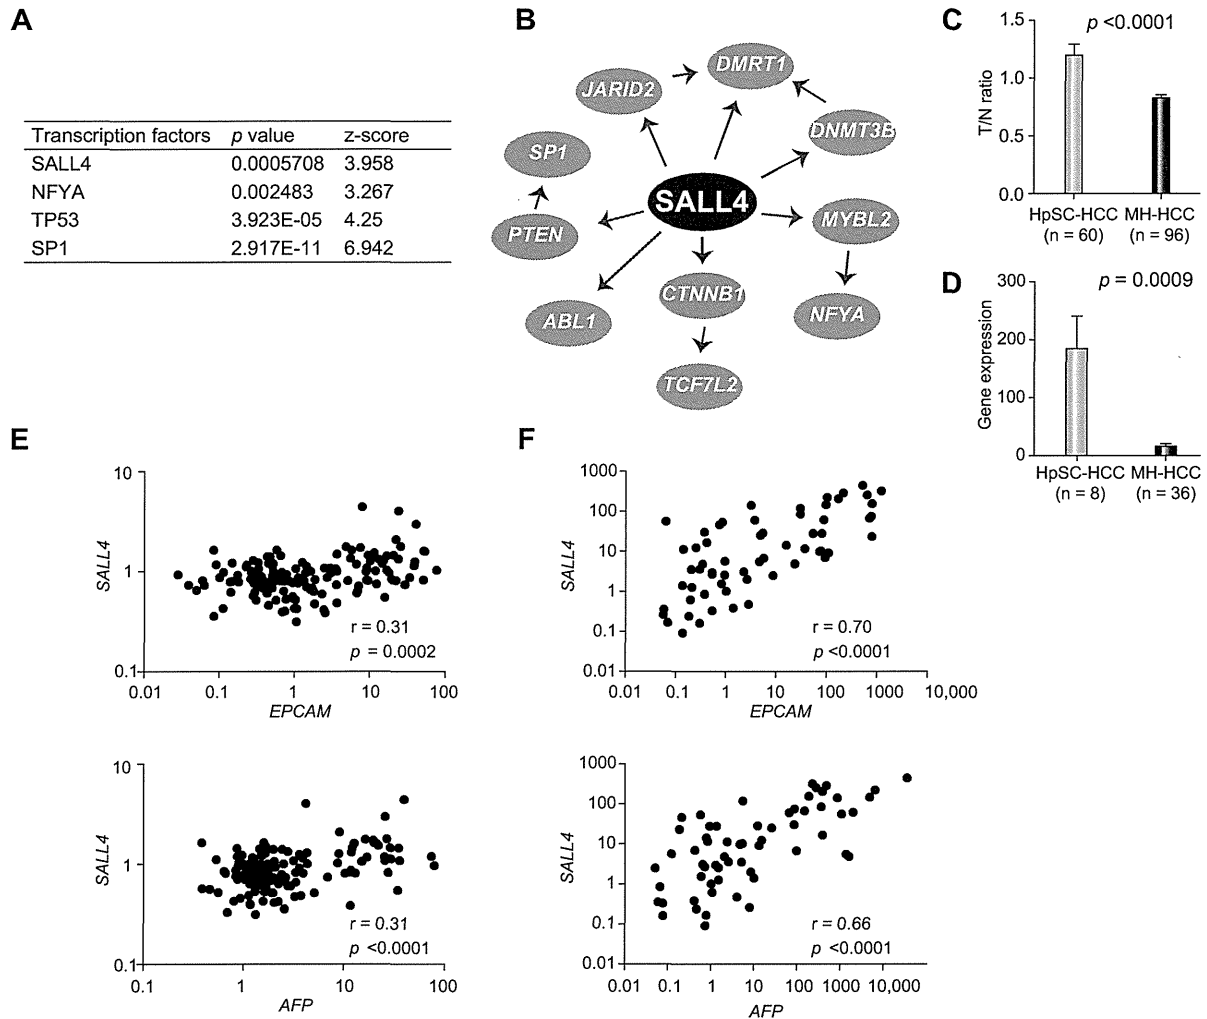 A
Transcription factors p value z-score
SALL4 0.0005708 3.958
NFYA 0.002483 3.267
TP53 3.923E-05 4.25
SP1 2.917E-11 6.942
B
DMRT1
JARID2
DNMT3B
SP1
SALL4
MYBL2
PTEN
CTNNB1
ABL1
NFYA
TCF7L2
C
p <0.0001
T/N ratio
1.5
1.0
0.5
0.0
HpSC-HCC MH-HCC
(n = 60) (n = 96)
D
p = 0.0009
Gene expression
300
200
100
0
HpSC-HCC MH-HCC
(n = 8) (n = 36)
E
SALL4
10
1
0.1
r = 0.31
p = 0.0002
0.01 0.1 1 10 100
EPCAM
SALL4
10
1
0.1
r = 0.31
p <0.0001
0.1 1 10 100
AFP
F
SALL4
1000
100
10
1
0.1
0.01
r = 0.70
p <0.0001
0.01 0.1 1 10 100 1000 10,000
EPCAM
SALL4
1000
100
10
1
0.1
0.01
r = 0.66
p <0.0001
0.01 0.1 1 10 100 1000 10,000
AFP